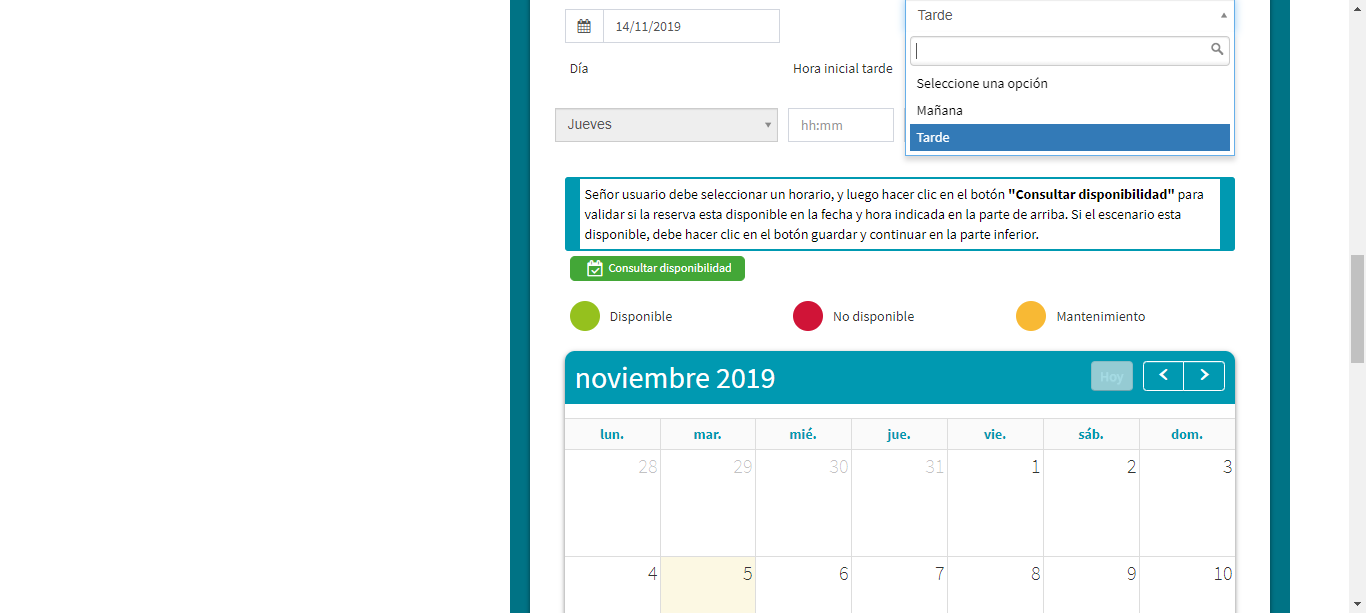 Tarde
14/11/2019
Día
Hora inicial tarde
Seleccione una opción
Mañana
Tarde
Jueves
hh:mm
Señor usuario debe seleccionar un horario, y luego hacer clic en el botón "Consultar disponibilidad" para
validar si la reserva esta disponible en la fecha y hora indicada en la parte de arriba. Si el escenario esta
disponible, debe hacer clic en el botón guardar y continuar en la parte inferior.
Consultar disponibilidad
Disponible
No disponible
Mantenimiento
noviembre 2019
Hoy
lun. mar. mié. jue. vie. sáb. dom.
28 29 30 31 1 2 3
4 5 6 7 8 9 10